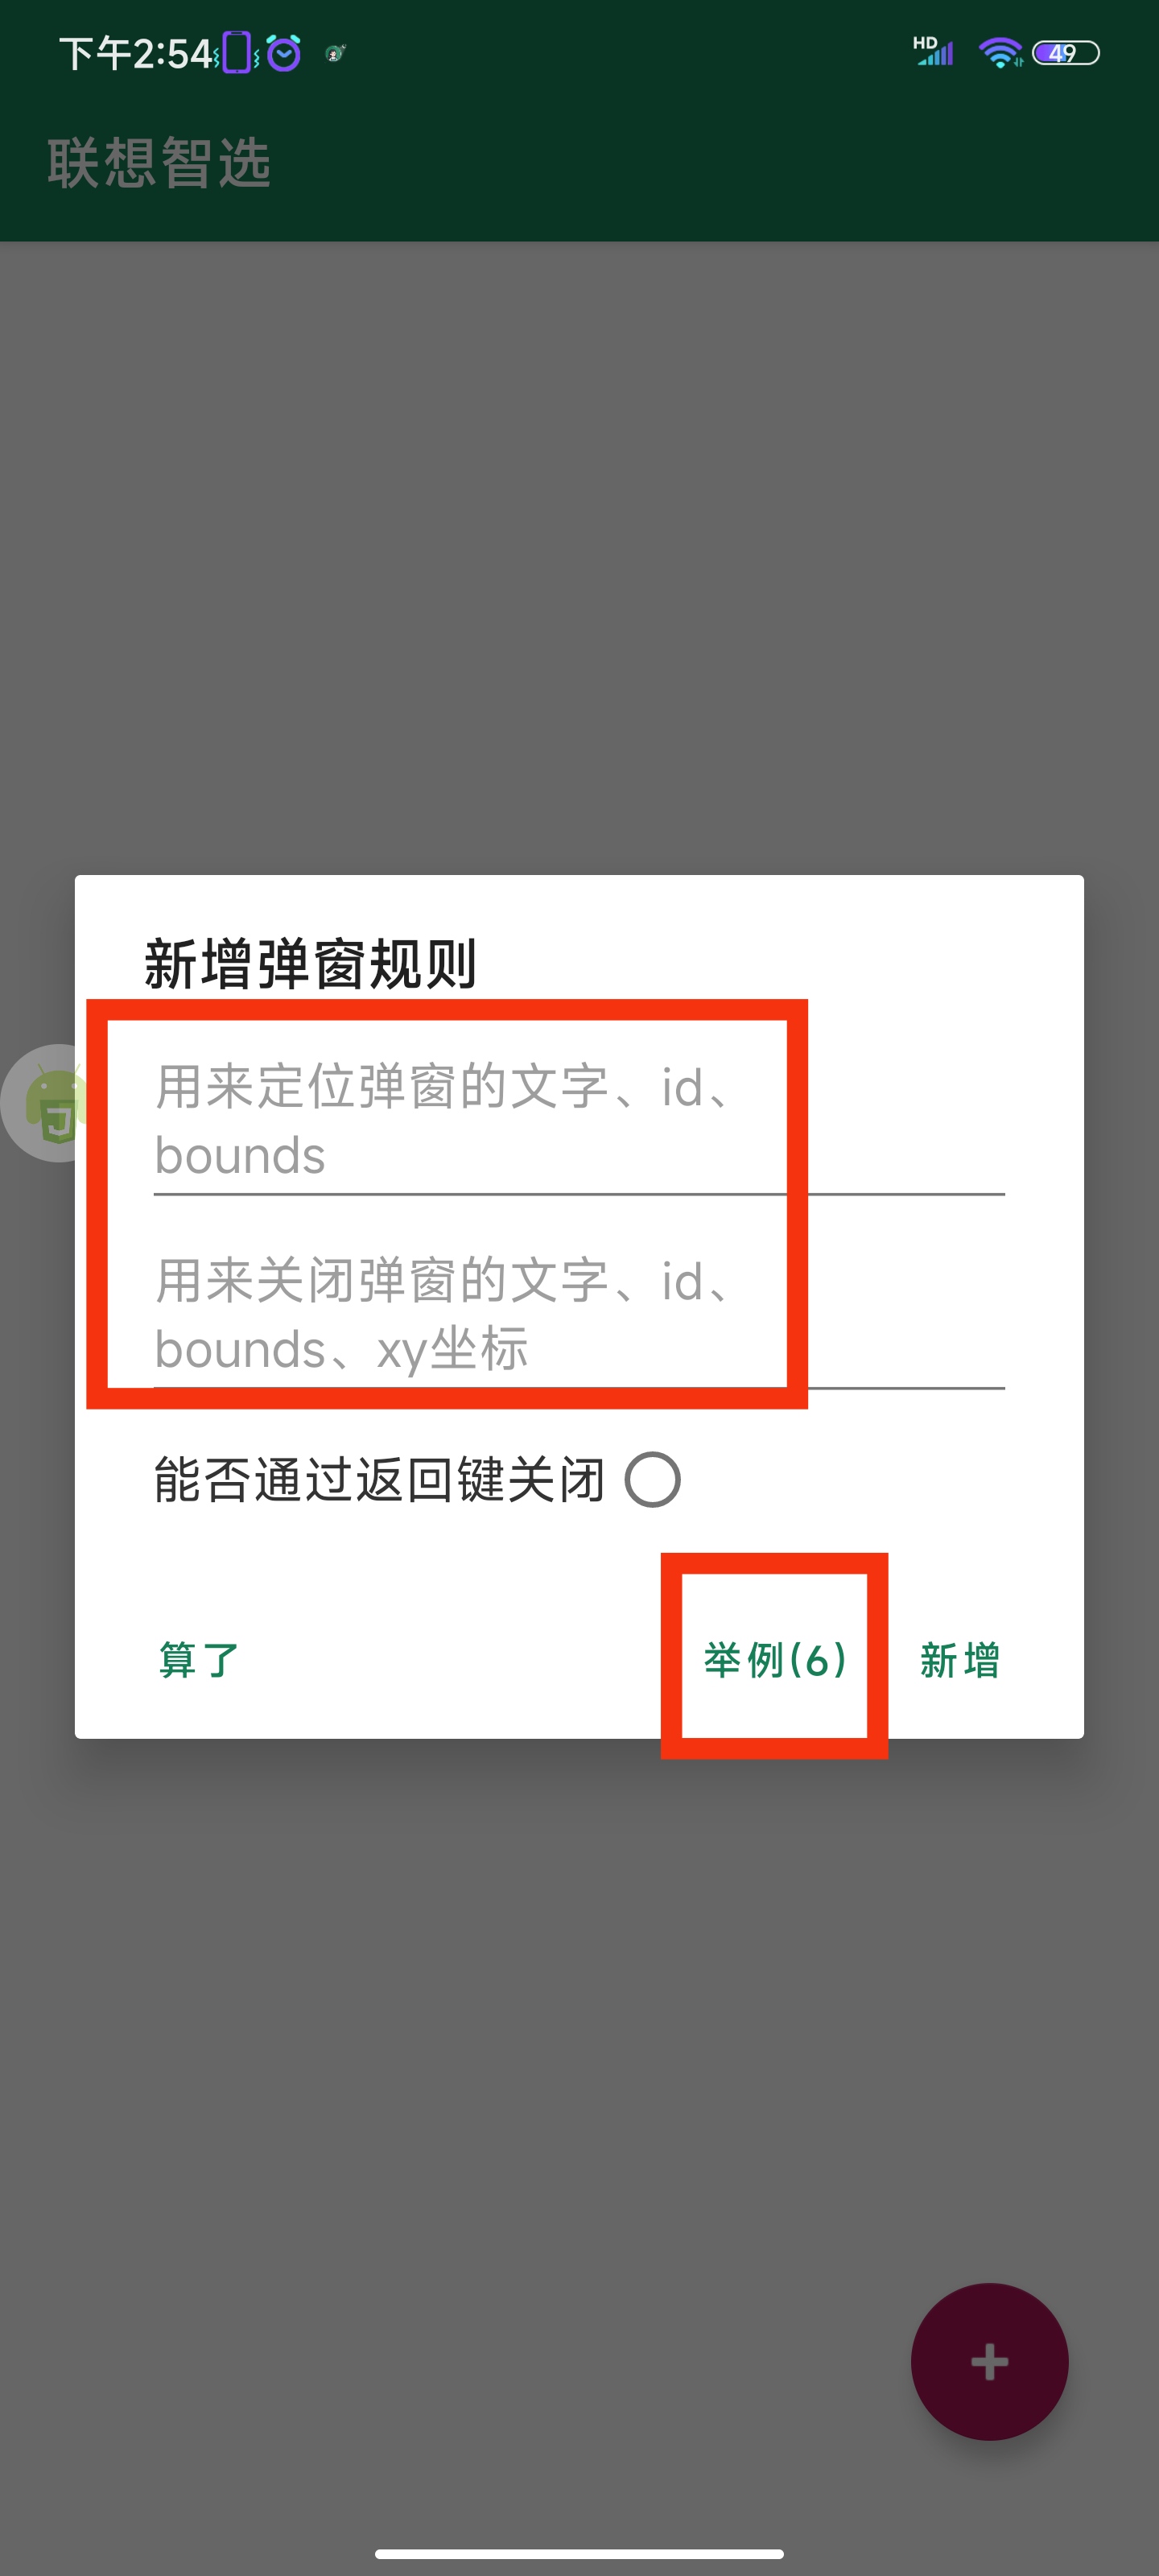 下午2:54
HD
49
联想智选
新增弹窗规则
用来定位弹窗的文字、id、
bounds
用来关闭弹窗的文字、id、
bounds、xy坐标
能否通过返回键关闭
算了
举例(6)
新增